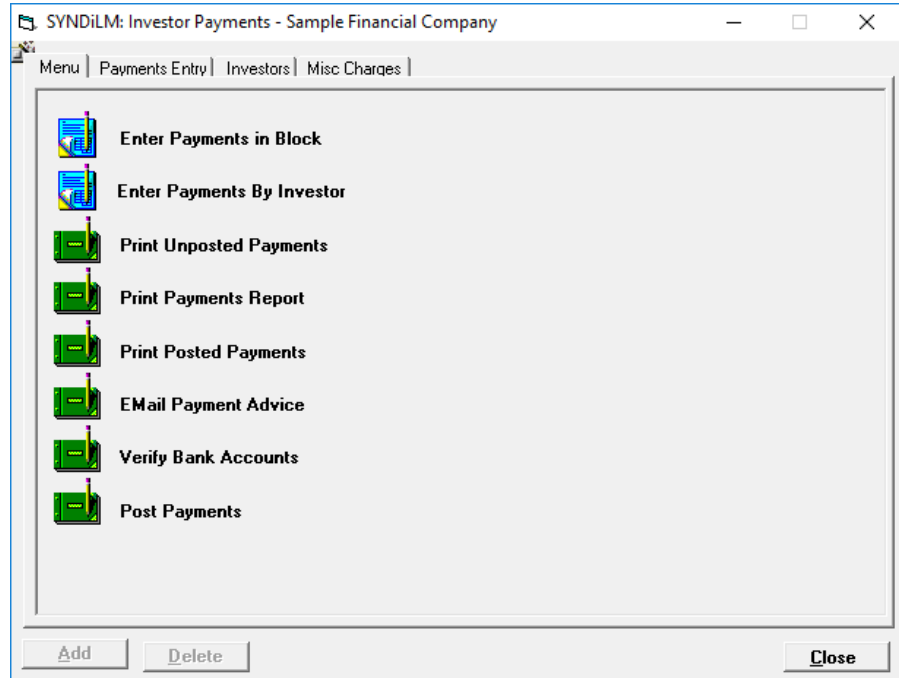 SYNDiLM: Investor Payments - Sample Financial Company
Menu Payments Entry Investors Misc Charges
Enter Payments in Block
Enter Payments By Investor
Print Unposted Payments
Print Payments Report
Print Posted Payments
EMail Payment Advice
Verify Bank Accounts
Post Payments
Add Delete Close